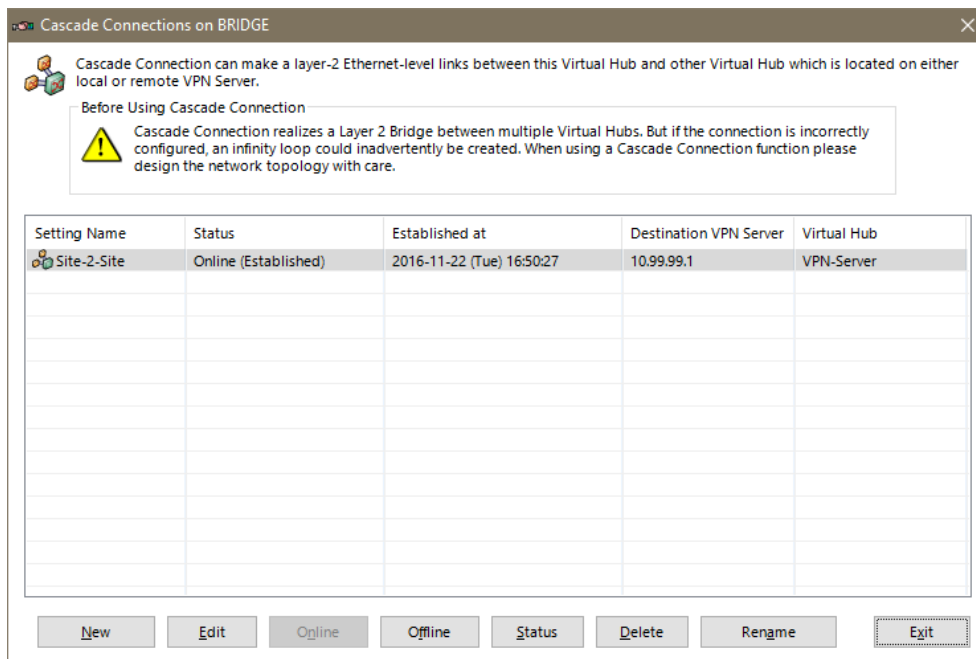 Cascade Connections on BRIDGE
Cascade Connection can make a layer-2 Ethernet-level links between this Virtual Hub and other Virtual Hub which is located on either
local or remote VPN Server.
Before Using Cascade Connection
Cascade Connection realizes a Layer 2 Bridge between multiple Virtual Hubs. But if the connection is incorrectly
configured, an infinity loop could inadvertently be created. When using a Cascade Connection function please
design the network topology with care.
Setting Name Status Established at Destination VPN Server Virtual Hub
Site-2-Site Online (Established) 2016-11-22 (Tue) 16:50:27 10.99.99.1 VPN-Server
New Edit Online Offline Status Delete Rename Exit